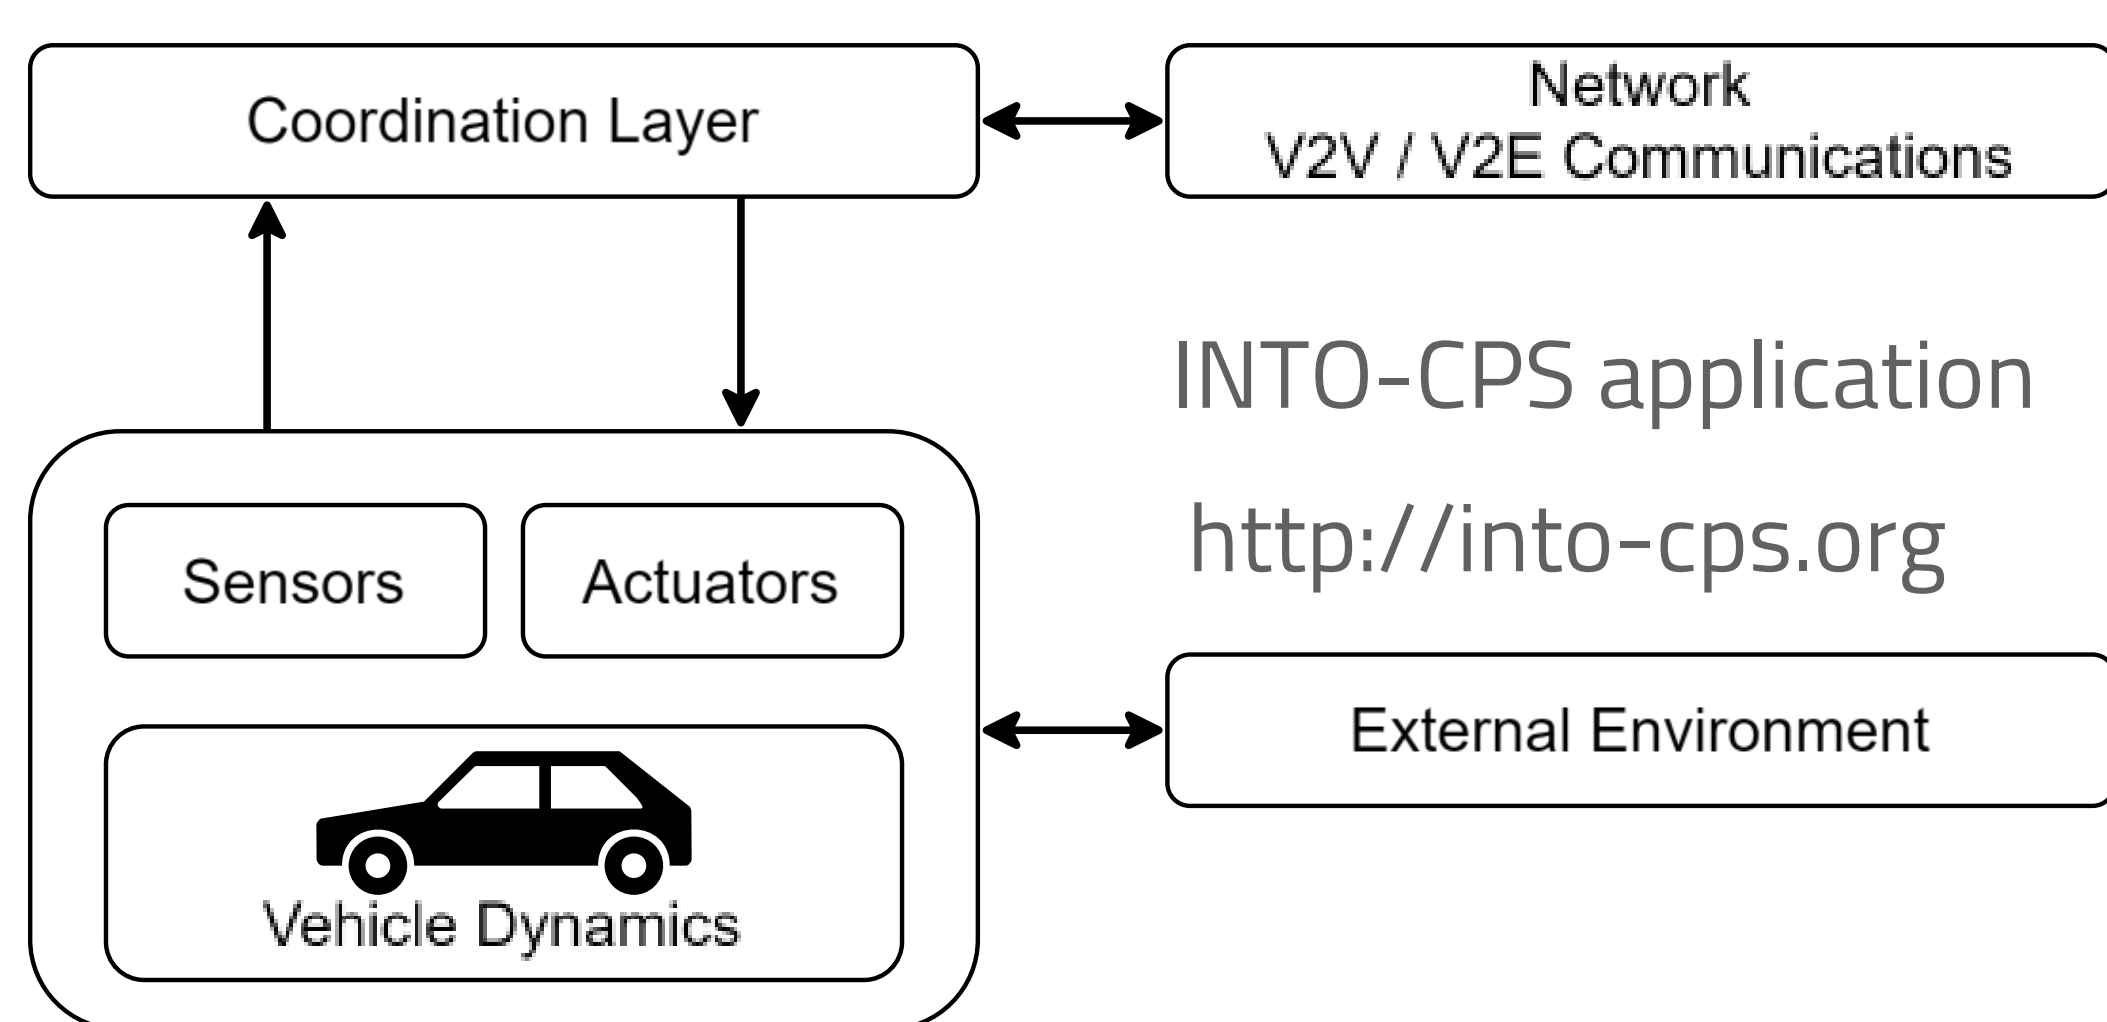 Coordination Layer
Network
V2V / V2E Communications
INTO-CPS application
http://into-cps.org
Sensors
Actuators
External Environment
Vehicle Dynamics